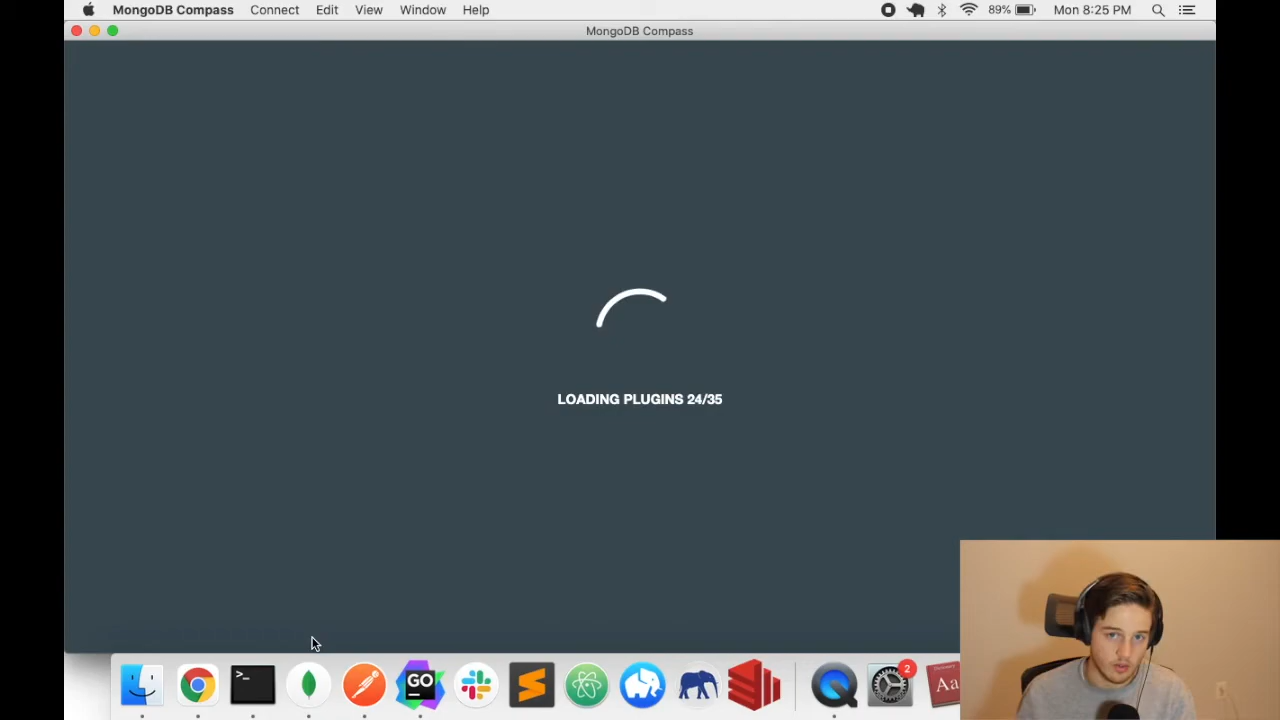 MongoDB Compass Connect Edit View Window Help 89% Mon 8:25 PM
MongoDB Compass
LOADING PLUGINS 24/35
>_
GO
2
Aa